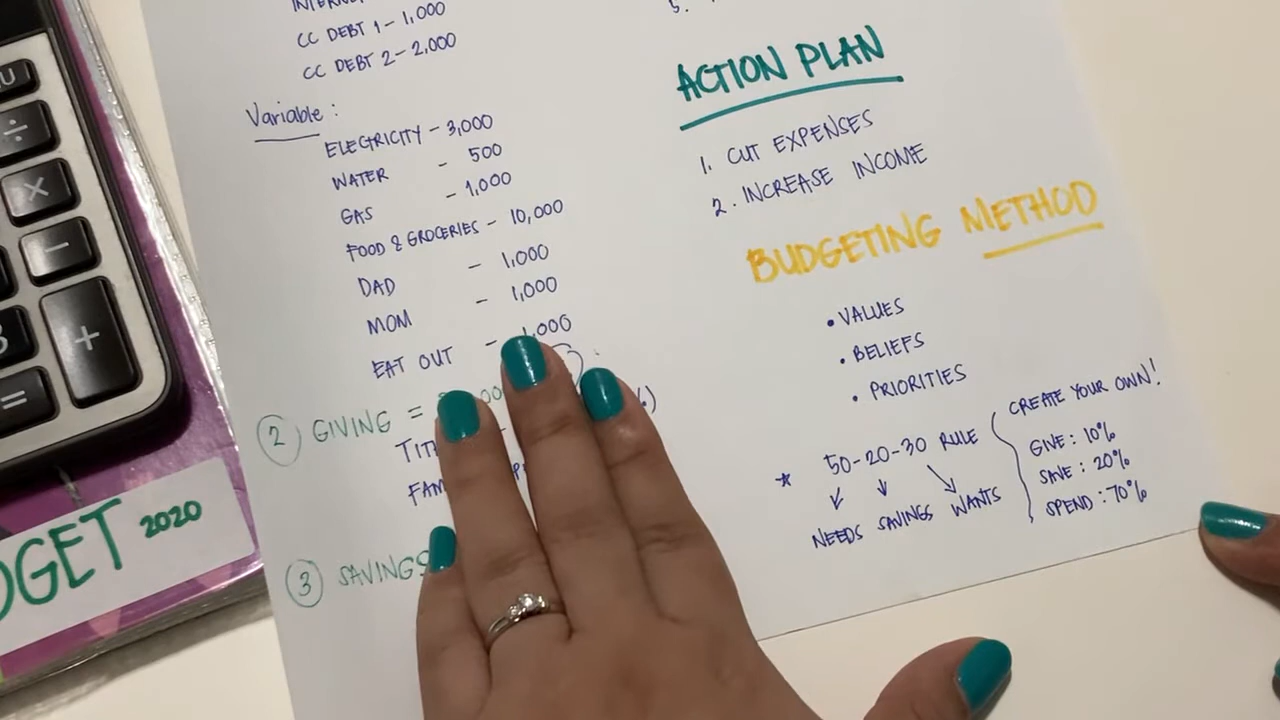 CC DEBT 1 - 1,000
CC DEBT 2 - 2,000
Variable :
ELECTRICITY - 3,000
WATER - 500
GAS - 1,000
FOOD & GROCERIES - 10,000
DAD - 1,000
MOM - 1,000
EAT OUT -
2 GIVING =
3 SAVINGS
5.
ACTION PLAN
1. CUT EXPENSES
2. INCREASE INCOME
BUDGETING METHOD
• VALUES
• BELIEFS
• PRIORITIES
* 50-20-30 RULE
NEEDS SAVINGS WANTS
CREATE YOUR OWN!
GIVE : 10%
SAVE : 20%
SPEND : 70%
2020
÷
×
−
+
=